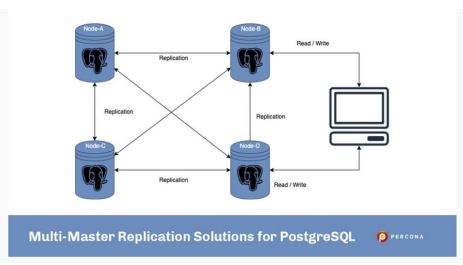 Node-A
Node-B
Read / Write
Replication
Replication
Replication
Node-C
Node-D
Replication
Read / Write
Multi-Master Replication Solutions for PostgreSQL
PERCONA